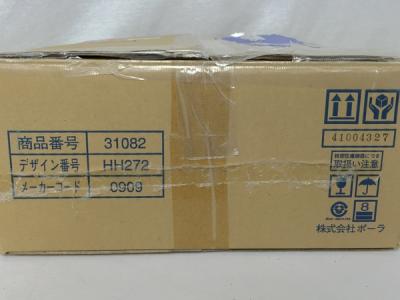 商品番号 31082
デザイン番号 HH272
メーカーコード 0909
41004327
取扱い注意
8
株式会社ポーラ